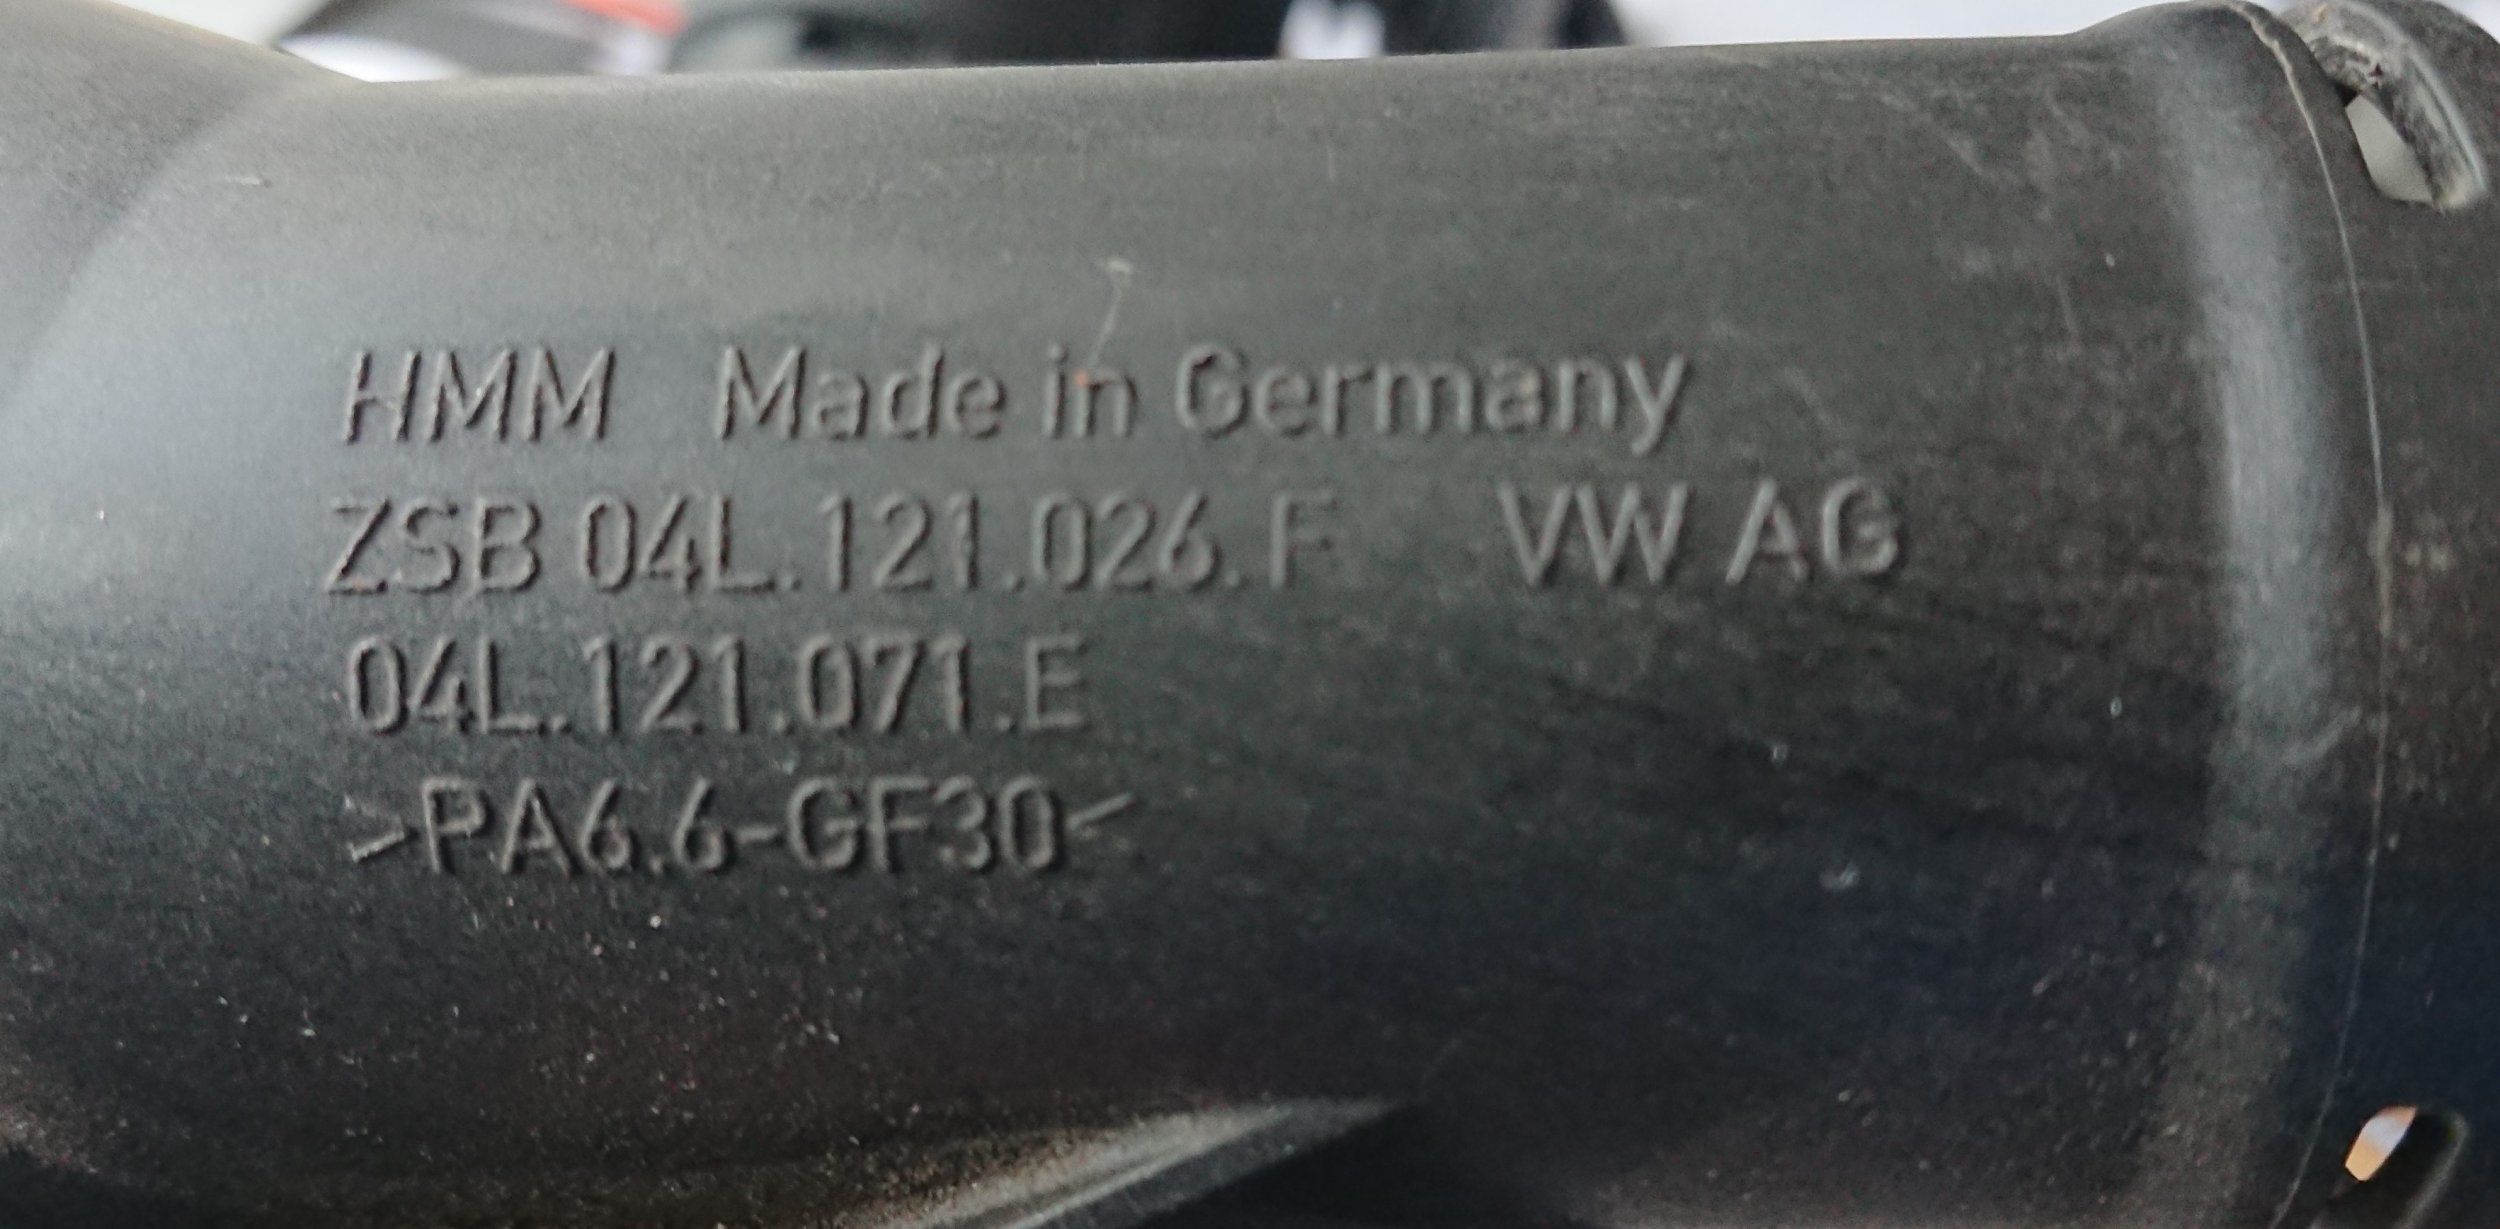 HMM Made in Germany
ZSB 04L.121.026.F VW AG
04L.121.071.E
>PA6.6-GF30<